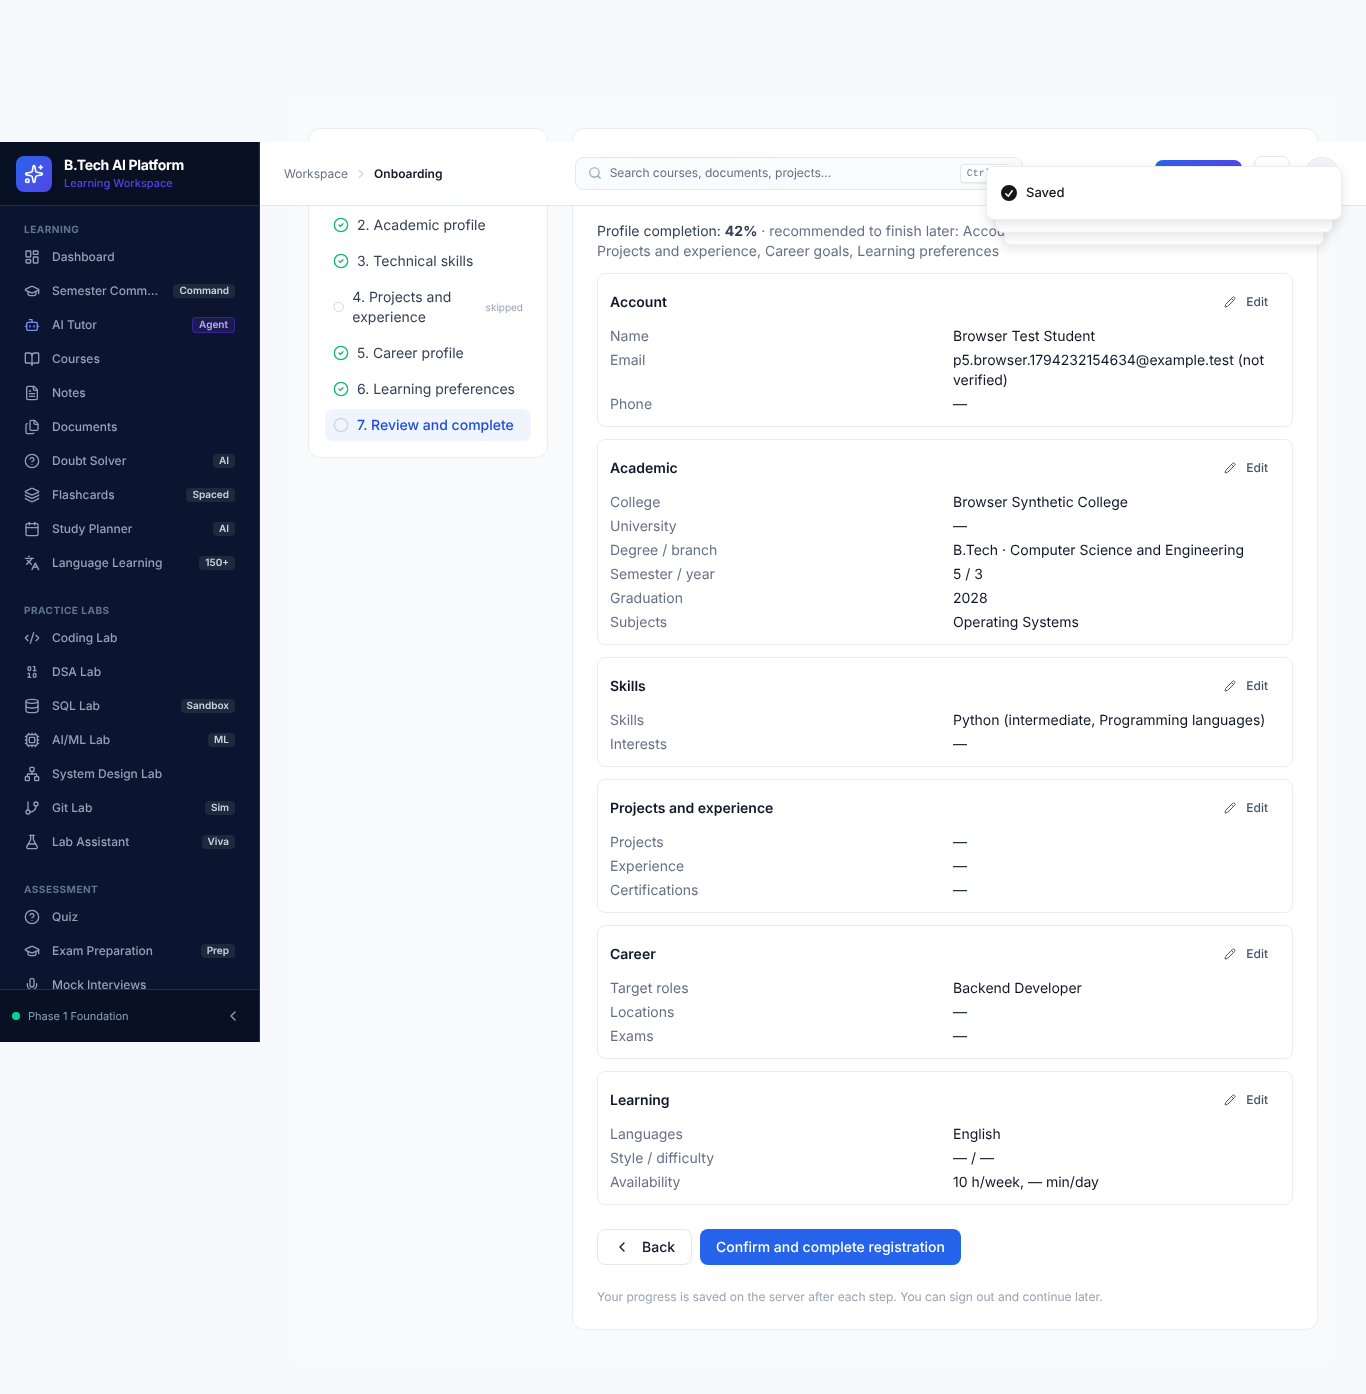 B.Tech AI Platform
Learning Workspace
LEARNING
Dashboard
Semester Comm... Command
AI Tutor Agent
Courses
Notes
Documents
Doubt Solver AI
Flashcards Spaced
Study Planner AI
Language Learning 150+
PRACTICE LABS
Coding Lab
DSA Lab
SQL Lab Sandbox
AI/ML Lab ML
System Design Lab
Git Lab Sim
Lab Assistant Viva
ASSESSMENT
Quiz
Exam Preparation Prep
Mock Interviews
Phase 1 Foundation
Workspace > Onboarding
Search courses, documents, projects...
Saved
2. Academic profile
3. Technical skills
4. Projects and
experience
skipped
5. Career profile
6. Learning preferences
7. Review and complete
Profile completion: 42% · recommended to finish later:
Projects and experience, Career goals, Learning preferences
Account
Edit
Name Browser Test Student
Email p5.browser.1794232154634@example.test (not
verified)
Phone —
Academic
Edit
College Browser Synthetic College
University —
Degree / branch B.Tech · Computer Science and Engineering
Semester / year 5 / 3
Graduation 2028
Subjects Operating Systems
Skills
Edit
Skills Python (intermediate, Programming languages)
Interests —
Projects and experience
Edit
Projects —
Experience —
Certifications —
Career
Edit
Target roles Backend Developer
Locations —
Exams —
Learning
Edit
Languages English
Style / difficulty — / —
Availability 10 h/week, — min/day
Back
Confirm and complete registration
Your progress is saved on the server after each step. You can sign out and continue later.